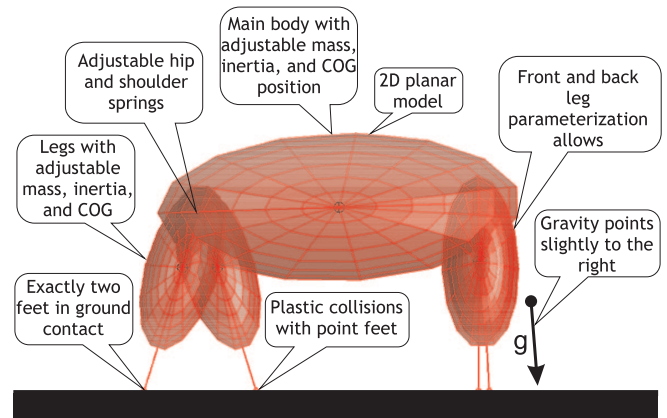 Main body with
adjustable mass,
inertia, and COG
position
Adjustable hip
and shoulder
springs
2D planar
model
Front and back
leg
parameterization
allows
Legs with
adjustable
mass, inertia,
and COG
Gravity points
slightly to the
right
Exactly two
feet in ground
contact
Plastic collisions
with point feet
g